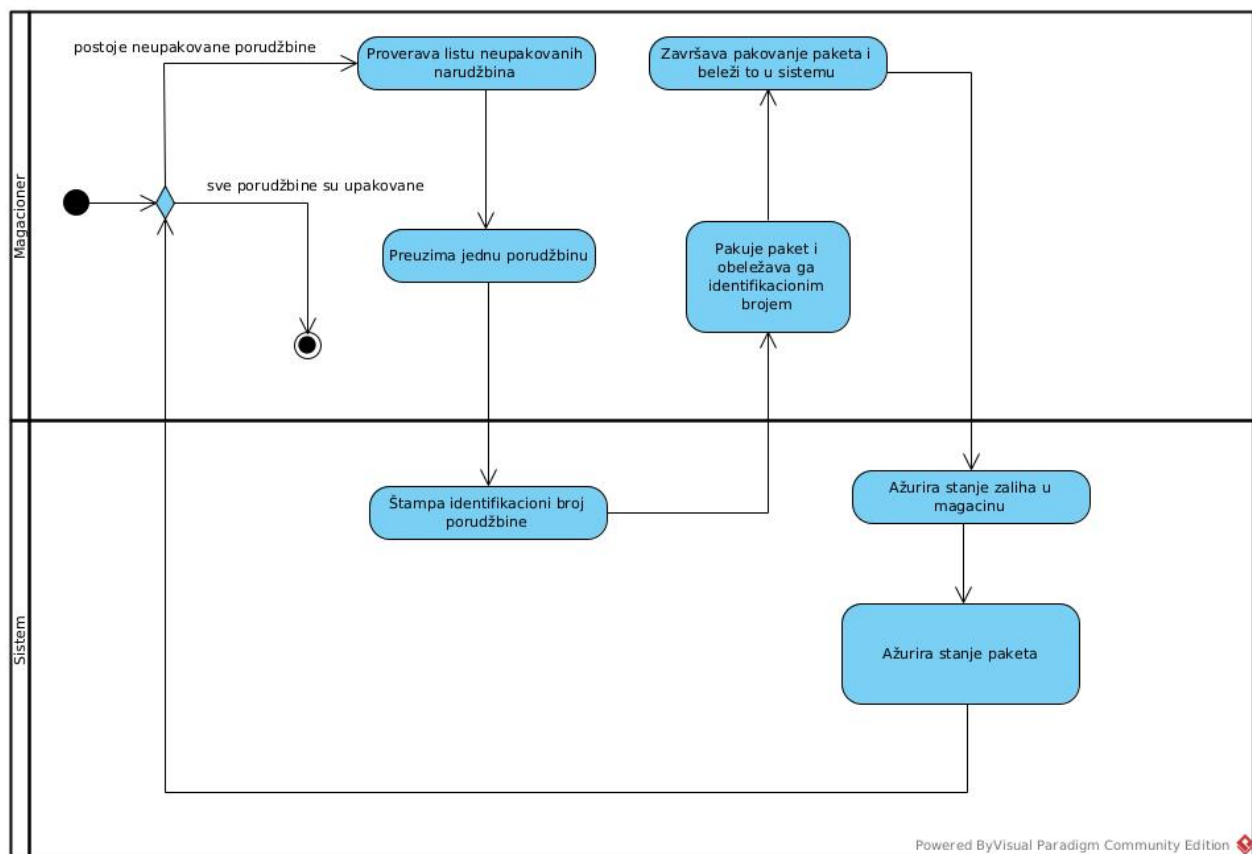 Magacioner
postoje neupakovane porudžbine
Proverava listu neupakovanih
narudžbina
Završava pakovanje paketa i
beleži to u sistemu
sve porudžbine su upakovane
Preuzima jednu porudžbinu
Pakuje paket i
obeležava ga
identifikacionim
brojem
Sistem
Štampa identifikacioni broj
porudžbine
Ažurira stanje zaliha u
magacinu
Ažurira stanje paketa
Powered ByVisual Paradigm Community Edition